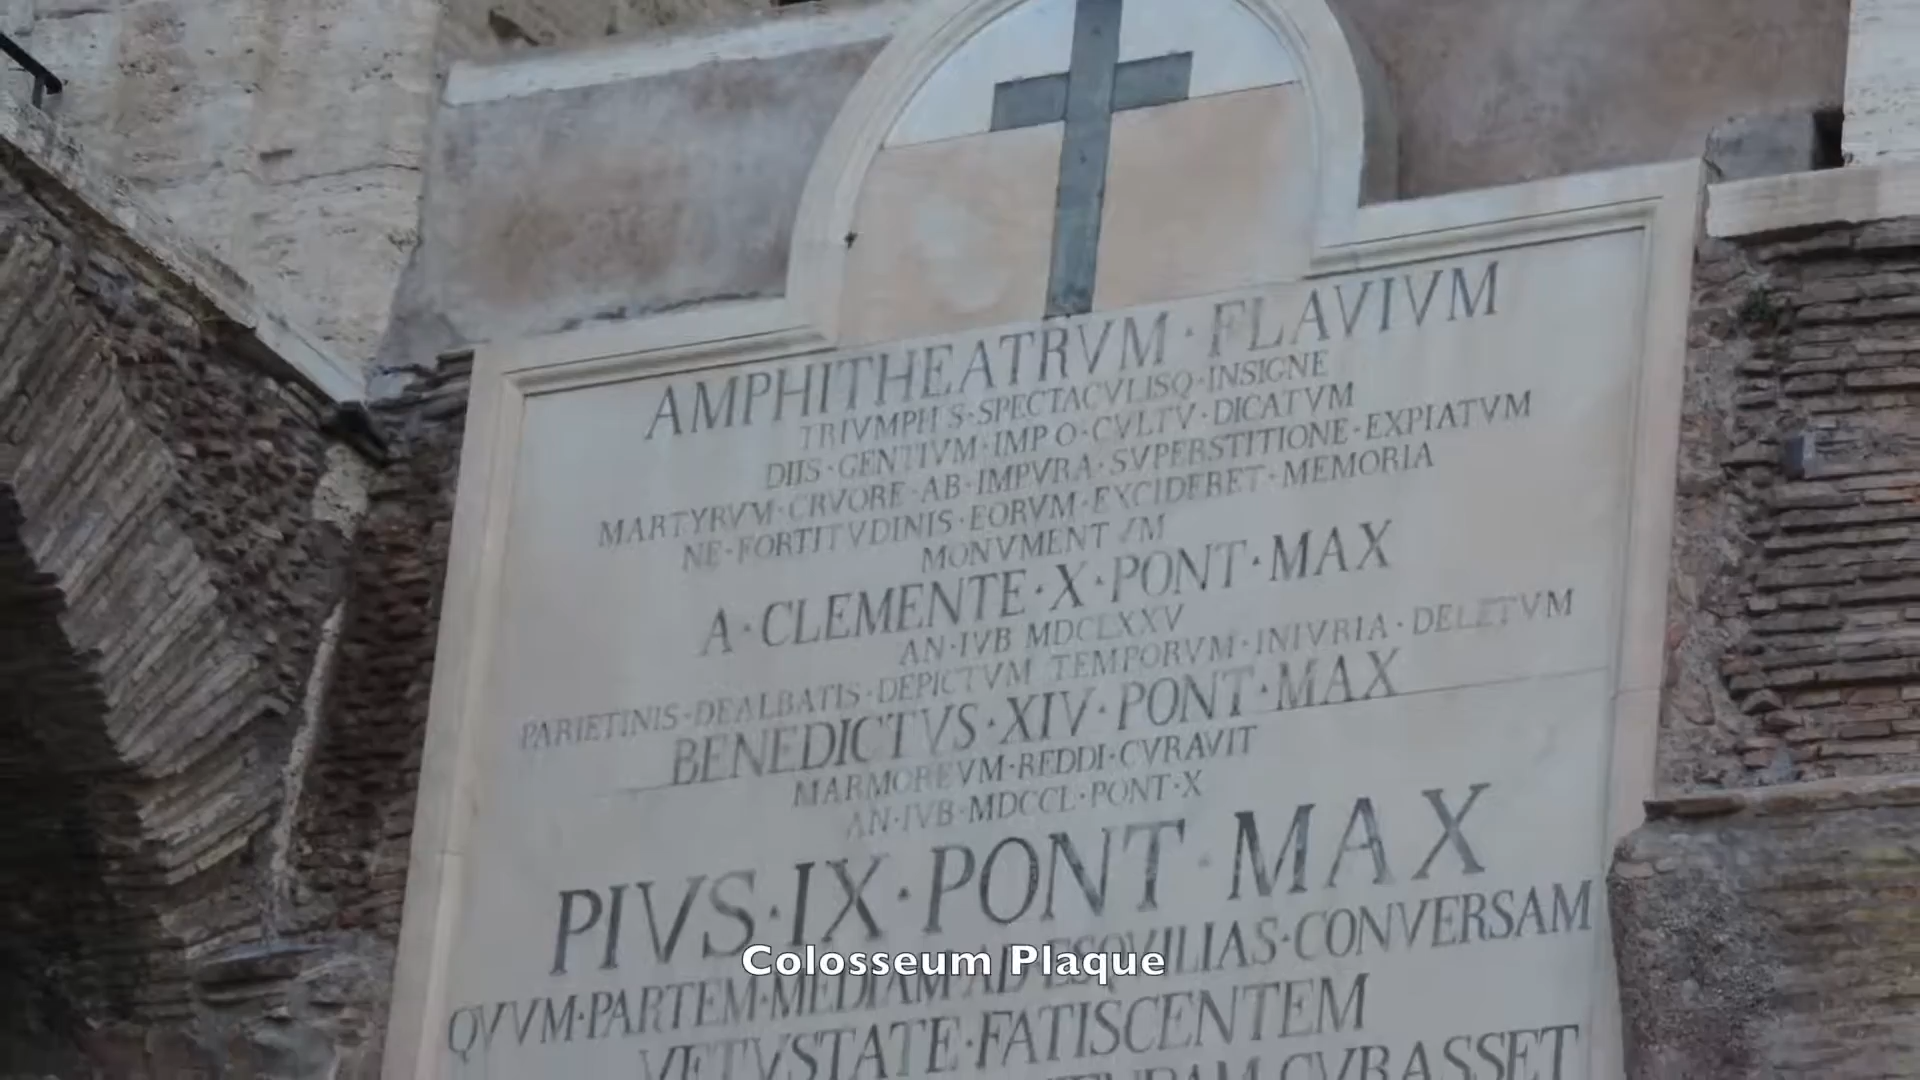 AMPHITHEATRVM · FLAVIVM
TRIVMPHIS · SPECTACVLISQ · INSIGNE
DIIS · GENTIVM · IMPIO · CVLTV · DICATVM
MARTYRVM · CRVORE · AB · IMPVRA · SVPERSTITIONE · EXPIATVM
NE · FORTITVDINIS · EORVM · EXCIDERET · MEMORIA
MONVMENTVM
A · CLEMENTE · X · PONT · MAX
AN · IVB MDCLXXV
PARIETINIS · DEALBATIS · DEPICTVM TEMPORVM · INIVRIA · DELETVM
BENEDICTVS · XIV · PONT · MAX
MARMOREVM · REDDI · CVRAVIT
AN · IVB · MDCCL · PONT · X
PIVS · IX · PONT · MAX
QVVM · PARTEM · MEDIAM · AD ESQVILIAS · CONVERSAM
VETVSTATE · FATISCENTEM
CVRASSET
Colosseum Plaque